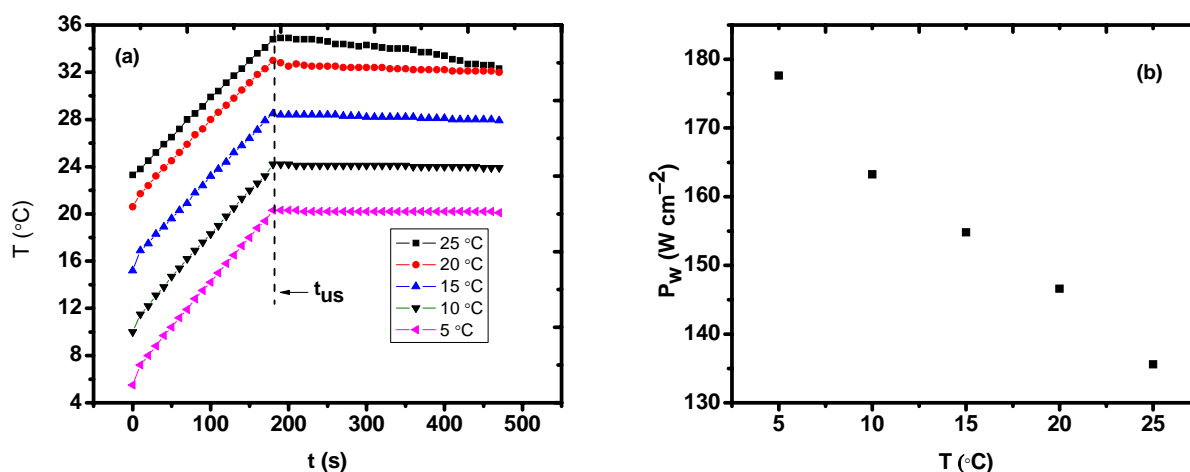 (a)
36
32
28
24
20
16
12
8
4
T (°C)
25 °C
20 °C
15 °C
10 °C
5 °C
t_us
0 100 200 300 400 500
t (s)
(b)
180
170
160
150
140
130
P_w (W cm⁻²)
5 10 15 20 25
T (°C)